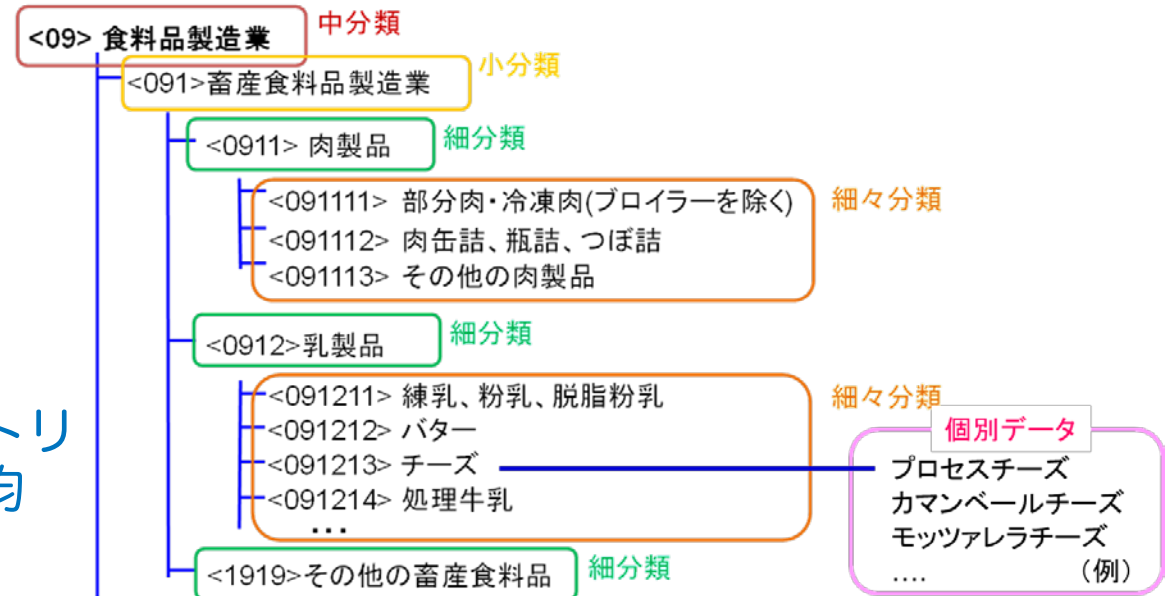 <09> 食料品製造業
中分類
<091>畜産食料品製造業
小分類
<0911> 肉製品
細分類
<091111> 部分肉・冷凍肉(ブロイラーを除く)
細々分類
<091112> 肉缶詰、瓶詰、つぼ詰
<091113> その他の肉製品
<0912>乳製品
細分類
<091211> 練乳、粉乳、脱脂粉乳
細々分類
<091212> バター
<091213> チーズ
<091214> 処理牛乳
...
トリ
均
個別データ
プロセスチーズ
カマンベールチーズ
モッツァレラチーズ
.... (例)
<1919>その他の畜産食料品
細分類